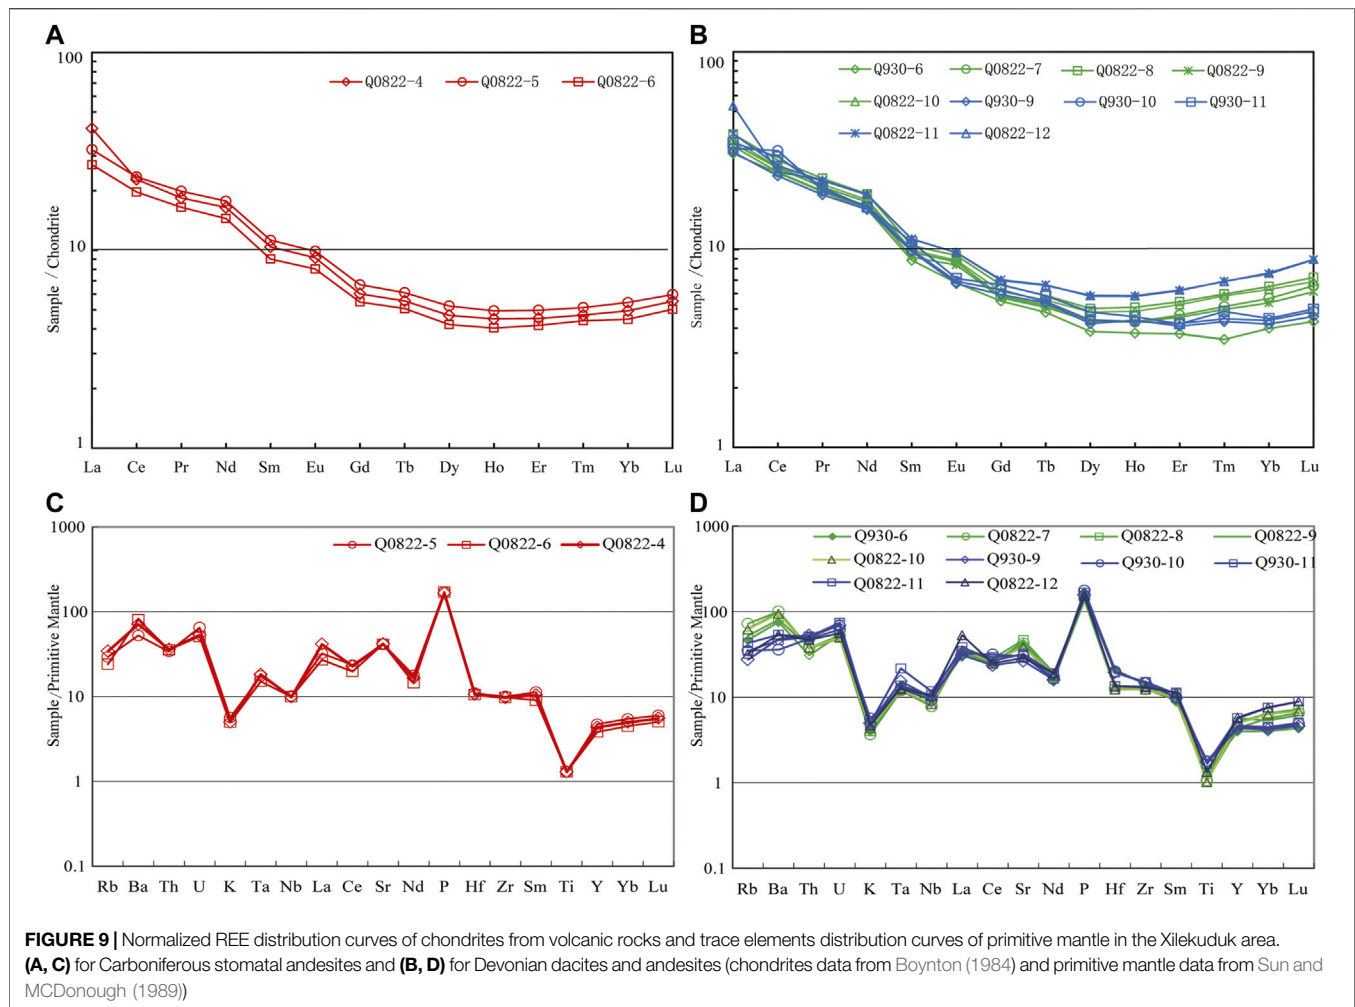 A
100
10
1
Sample / Chondrite
Q0822-4 Q0822-5 Q0822-6
La Ce Pr Nd Sm Eu Gd Tb Dy Ho Er Tm Yb Lu
B
100
10
1
Sample /Chondrite
Q930-6 Q0822-7 Q0822-8 Q0822-9
Q0822-10 Q930-9 Q930-10 Q930-11
Q0822-11 Q0822-12
La Ce Pr Nd Sm Eu Gd Tb Dy Ho Er Tm Yb Lu
C
1000
100
10
1
0.1
Sample/Primitive Mantle
Q0822-5 Q0822-6 Q0822-4
Rb Ba Th U K Ta Nb La Ce Sr Nd P Hf Zr Sm Ti Y Yb Lu
D
1000
100
10
1
0.1
Sample/Primitive Mantle
Q930-6 Q0822-7 Q0822-8 Q0822-9
Q0822-10 Q930-9 Q930-10 Q930-11
Q0822-11 Q0822-12
Rb Ba Th U K Ta Nb La Ce Sr Nd P Hf Zr Sm Ti Y Yb Lu
FIGURE 9 | Normalized REE distribution curves of chondrites from volcanic rocks and trace elements distribution curves of primitive mantle in the Xilekuduk area.
(A, C) for Carboniferous stomatal andesites and (B, D) for Devonian dacites and andesites (chondrites data from Boynton (1984) and primitive mantle data from Sun and
MCDonough (1989))